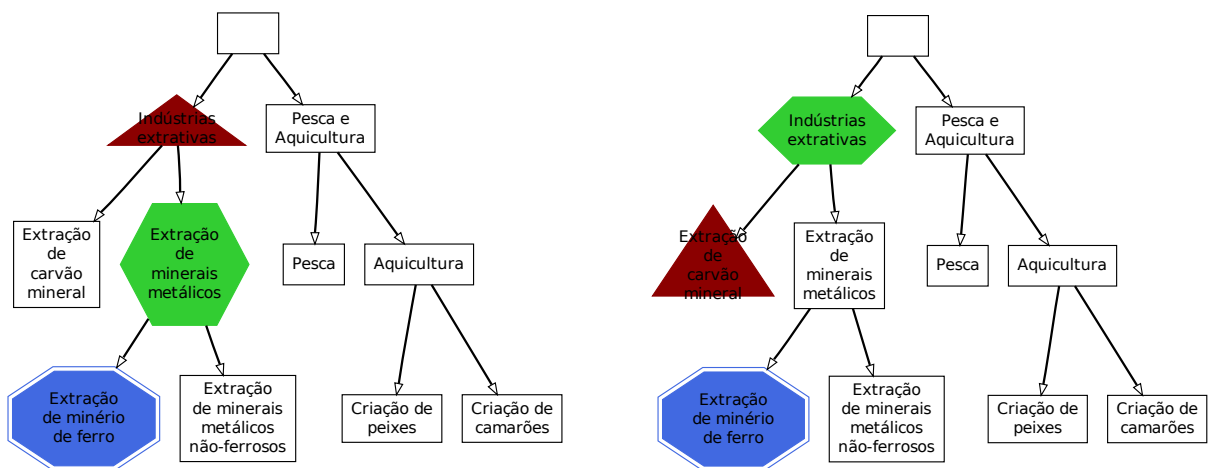 Indústrias
extrativas
Pesca e
Aquicultura
Extração
de
carvão
mineral
Extração
de
minerais
metálicos
Pesca
Aquicultura
Extração
de minério
de ferro
Extração
de minerais
metálicos
não-ferrosos
Criação de
peixes
Criação de
camarões
Indústrias
extrativas
Pesca e
Aquicultura
Extração
de
carvão
mineral
Extração
de
minerais
metálicos
Pesca
Aquicultura
Extração
de minério
de ferro
Extração
de minerais
metálicos
não-ferrosos
Criação de
peixes
Criação de
camarões